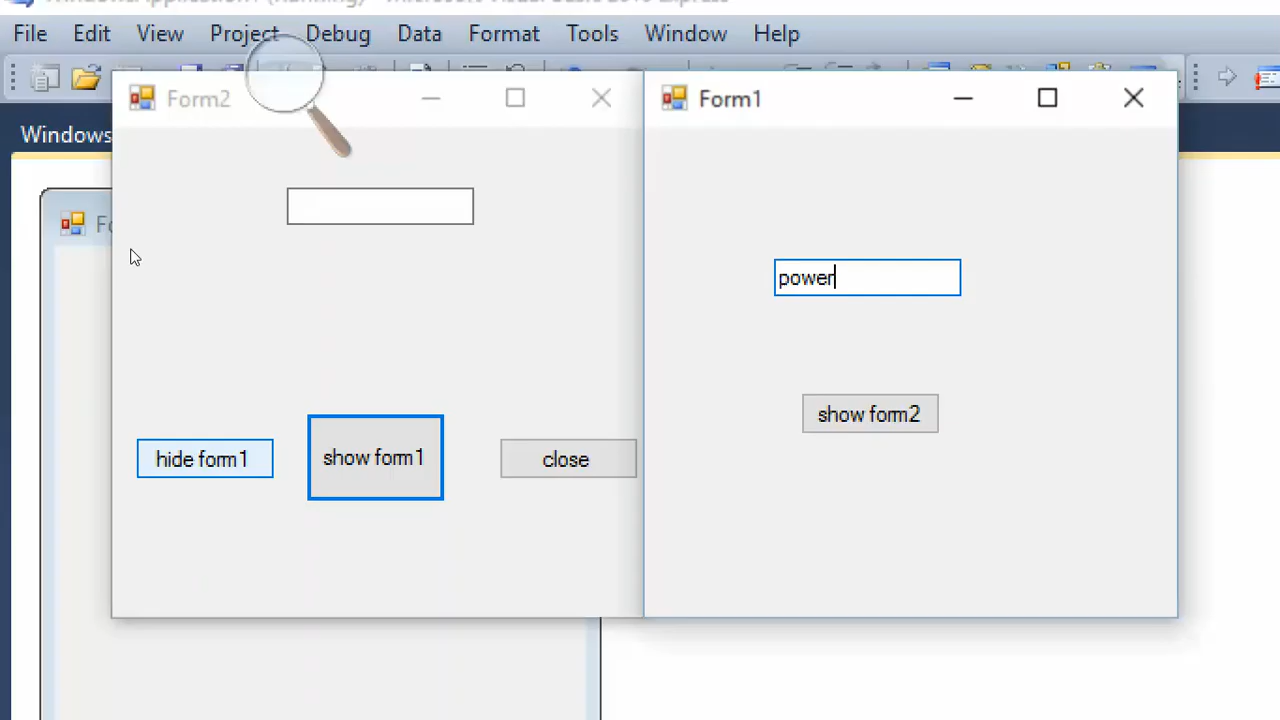 File Edit View Project Debug Data Format Tools Window Help
Windows
Form2
Form1
power
show form2
hide form1
show form1
close